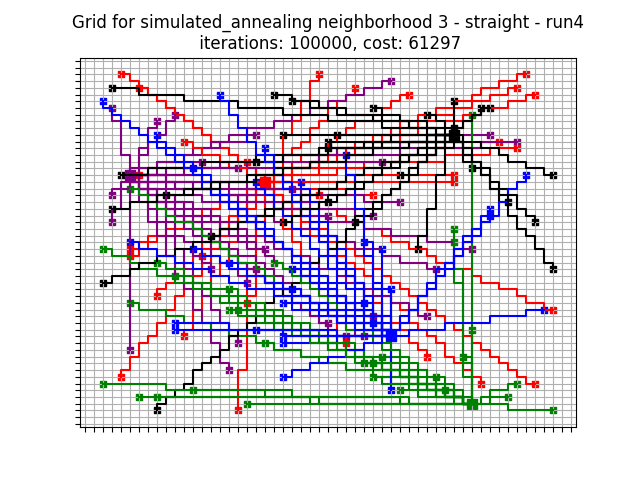 Grid for simulated_annealing neighborhood 3 - straight - run4
iterations: 100000, cost: 61297